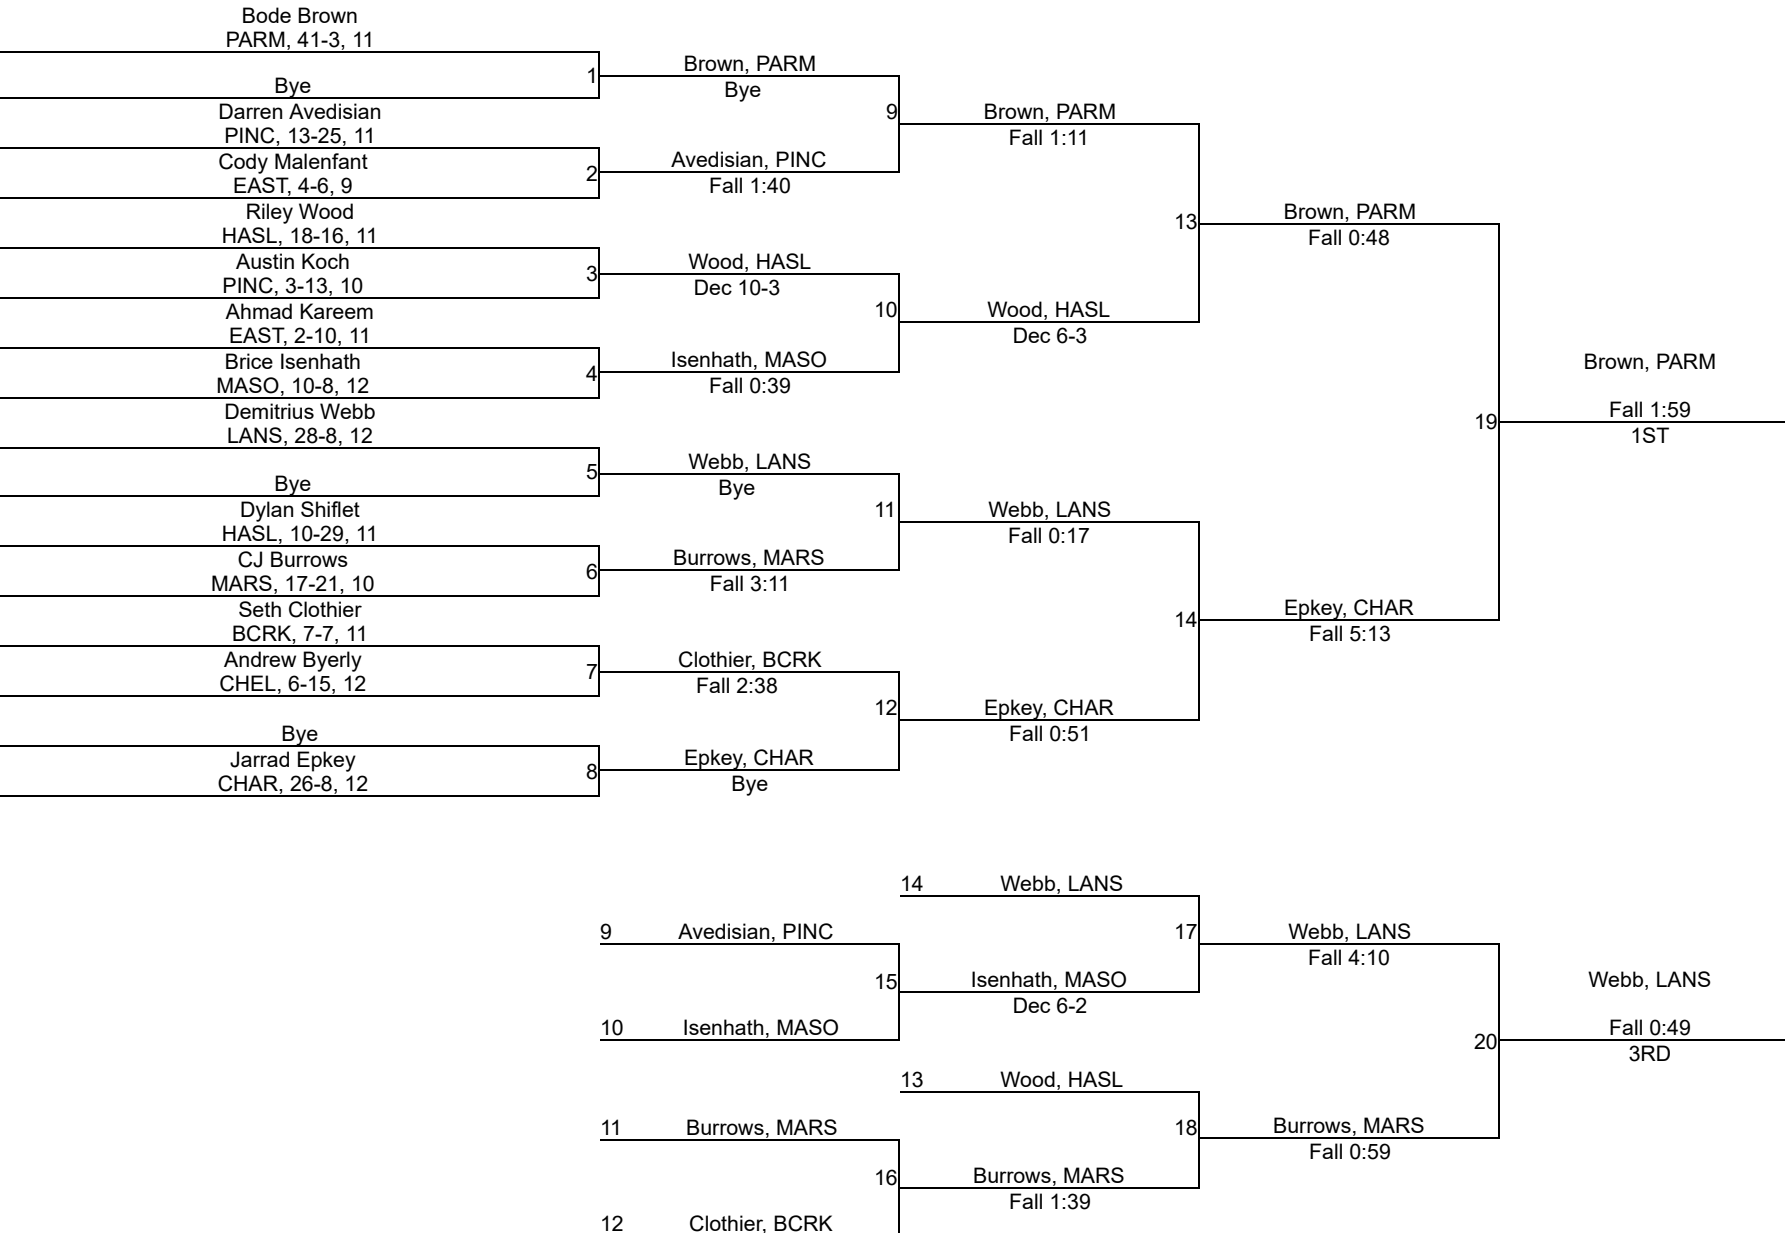 Bode Brown
PARM, 41-3, 11
Bye
1
Darren Avedisian
PINC, 13-25, 11
Cody Malenfant
EAST, 4-6, 9
2
Riley Wood
HASL, 18-16, 11
Austin Koch
PINC, 3-13, 10
3
Ahmad Kareem
EAST, 2-10, 11
Brice Isenhath
MASO, 10-8, 12
4
Demitrius Webb
LANS, 28-8, 12
Bye
5
Dylan Shiflet
HASL, 10-29, 11
CJ Burrows
MARS, 17-21, 10
6
Seth Clothier
BCRK, 7-7, 11
Andrew Byerly
CHEL, 6-15, 12
7
Bye
Jarrad Epkey
CHAR, 26-8, 12
8
Brown, PARM
Bye
9
Avedisian, PINC
Fall 1:40
Wood, HASL
Dec 10-3
10
Isenhath, MASO
Fall 0:39
Webb, LANS
Bye
11
Burrows, MARS
Fall 3:11
Clothier, BCRK
Fall 2:38
12
Epkey, CHAR
Bye
Brown, PARM
Fall 1:11
13
Wood, HASL
Dec 6-3
Webb, LANS
Fall 0:17
14
Epkey, CHAR
Fall 0:51
Brown, PARM
Fall 0:48
19
Epkey, CHAR
Fall 5:13
Brown, PARM
Fall 1:59
1ST
14 Webb, LANS
9 Avedisian, PINC
17
15
Isenhath, MASO
Dec 6-2
10 Isenhath, MASO
13 Wood, HASL
11 Burrows, MARS
18
16
Burrows, MARS
Fall 1:39
12 Clothier, BCRK
Webb, LANS
Fall 4:10
20
Burrows, MARS
Fall 0:59
Webb, LANS
Fall 0:49
3RD